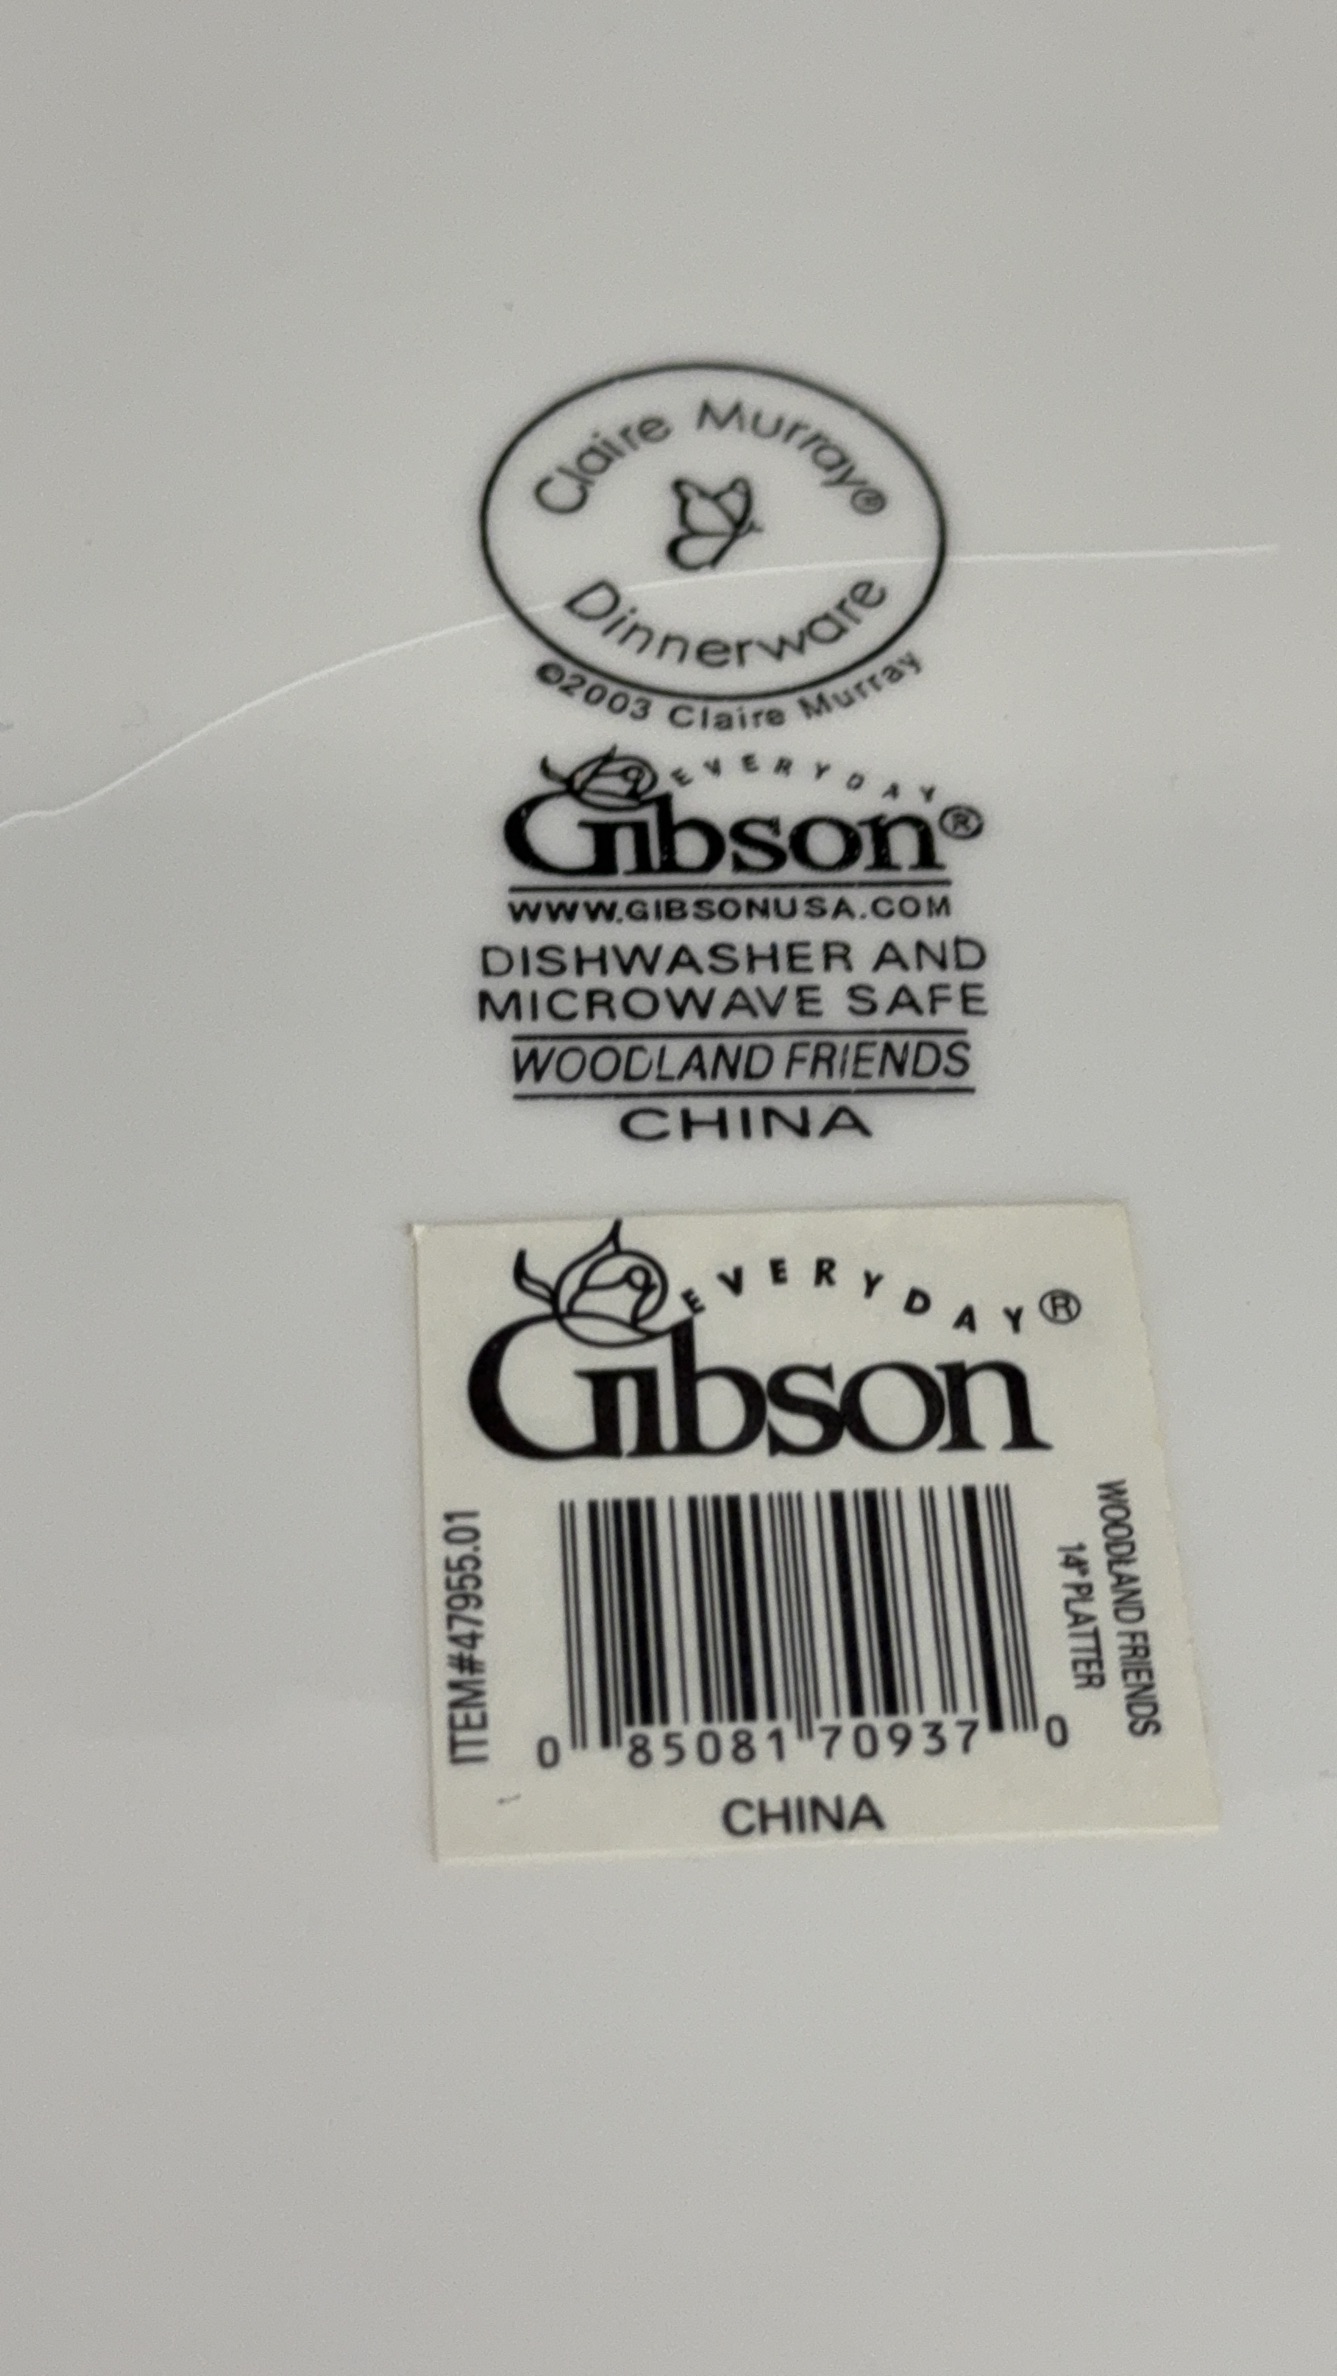 Claire Murray®
Dinnerware
©2003 Claire Murray
EVERYDAY
Gibson®
WWW.GIBSONUSA.COM
DISHWASHER AND
MICROWAVE SAFE
WOODLAND FRIENDS
CHINA
EVERYDAY®
Gibson
ITEM#47955.01
WOODLAND FRIENDS
14" PLATTER
0 85081 70937 0
CHINA